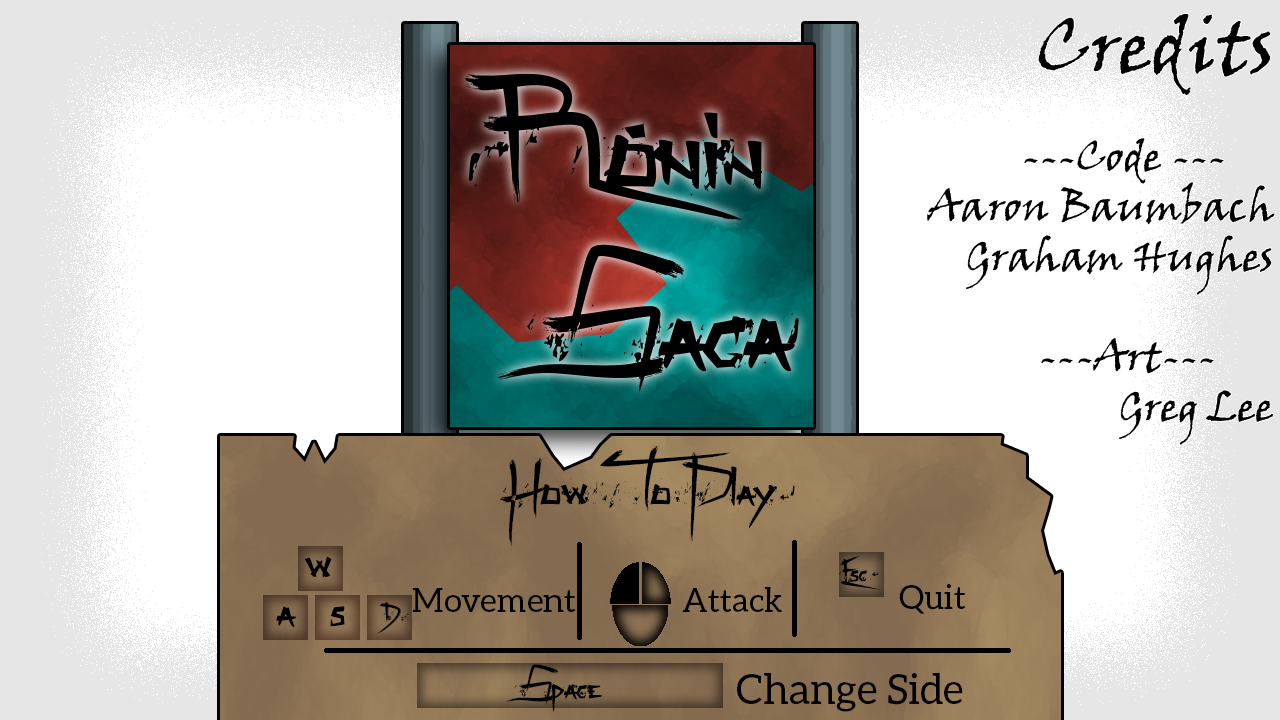 Ronin
Saga
Credits
---Code ---
Aaron Baumbach
Graham Hughes
---Art---
Greg Lee
How To Play
W
A S D Movement
Attack
Esc Quit
Space Change Side